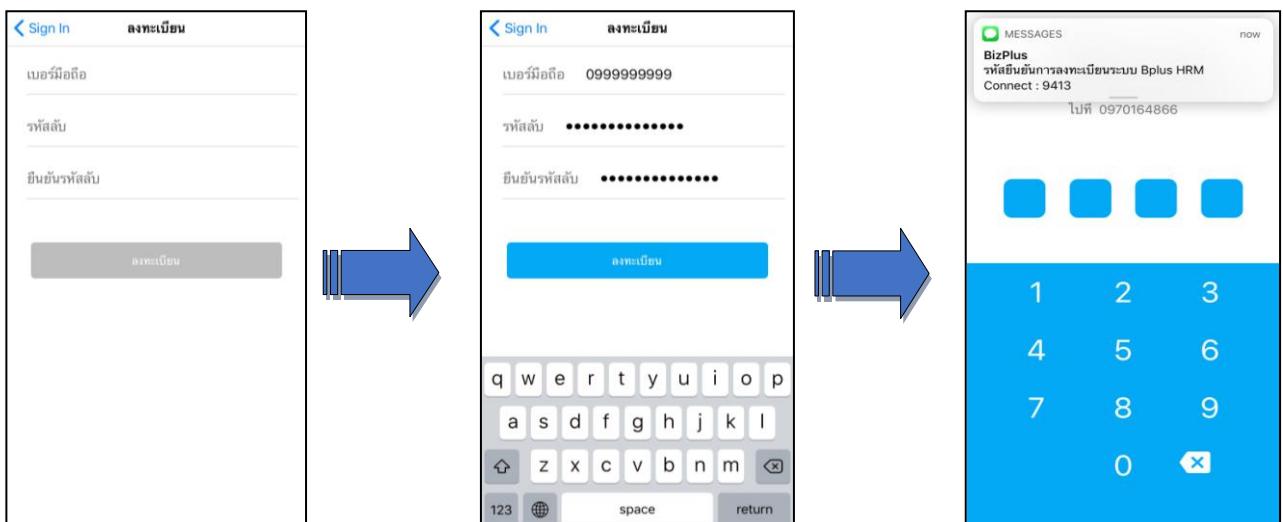 Sign In ลงทะเบียน
เบอร์มือถือ
รหัสลับ
ยืนยันรหัสลับ
ลงทะเบียน
Sign In ลงทะเบียน
เบอร์มือถือ 0999999999
รหัสลับ ••••••••••••••
ยืนยันรหัสลับ ••••••••••••••
ลงทะเบียน
q w e r t y u i o p
a s d f g h j k l
z x c v b n m
123 space return
MESSAGES now
BizPlus
รหัสยืนยันการลงทะเบียนระบบ Bplus HRM
Connect : 9413
ไปที่ 0970164866
1 2 3
4 5 6
7 8 9
0